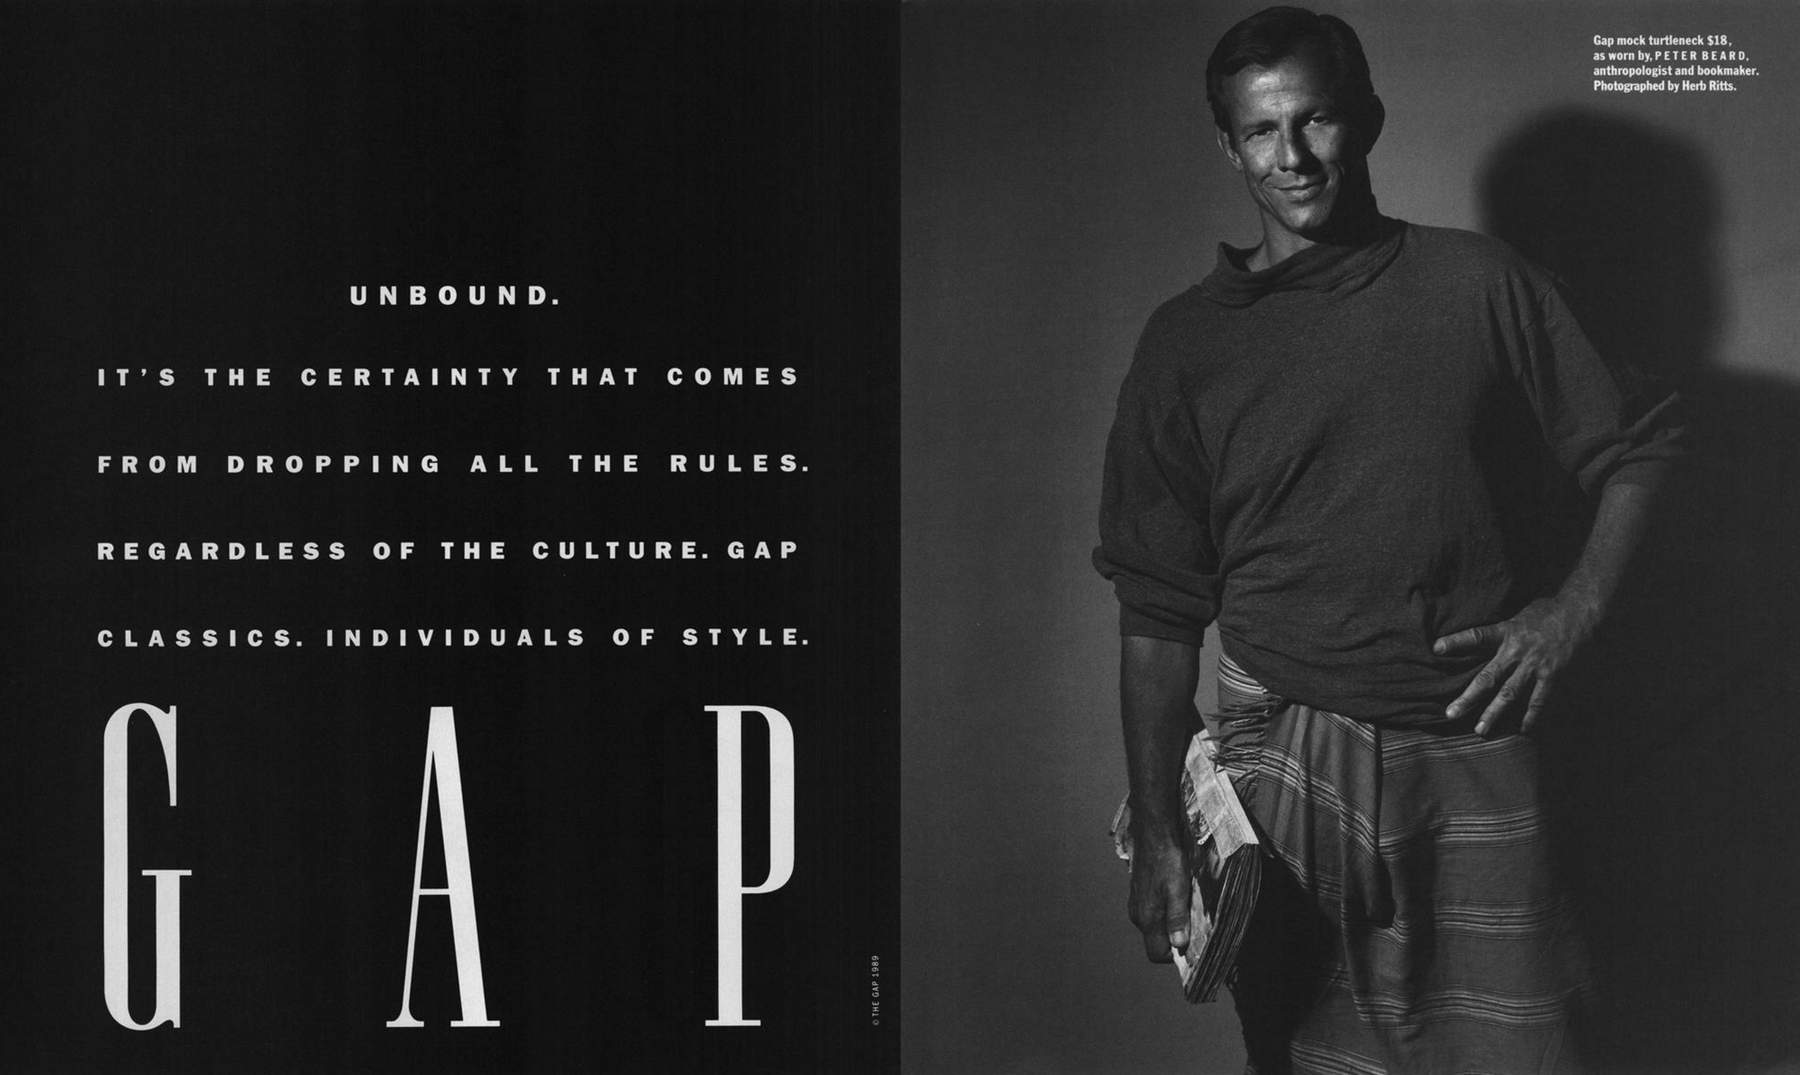 UNBOUND.
IT'S THE CERTAINTY THAT COMES
FROM DROPPING ALL THE RULES.
REGARDLESS OF THE CULTURE. GAP
CLASSICS. INDIVIDUALS OF STYLE.
GAP
© THE GAP 1989
Gap mock turtleneck $18,
as worn by, PETER BEARD,
anthropologist and bookmaker.
Photographed by Herb Ritts.